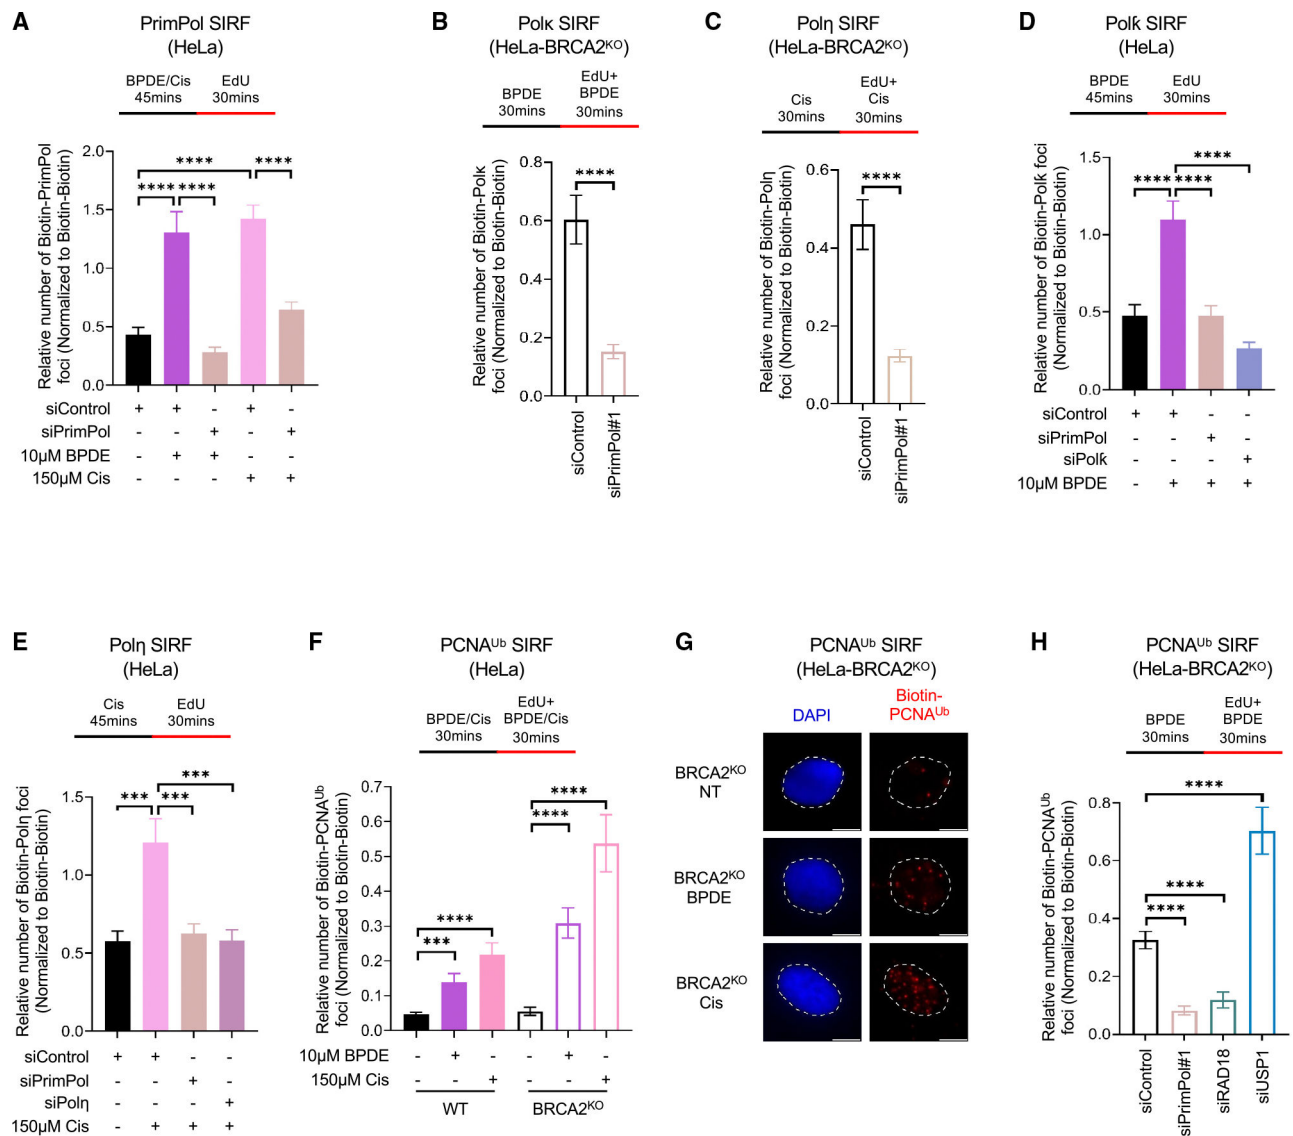 A
PrimPol SIRF
(HeLa)
BPDE/Cis
45mins
EdU
30mins
Relative number of Biotin-PrimPol
foci (Normalized to Biotin-Biotin)
2.0
1.5
1.0
0.5
0.0
**** ****
**** ****
siControl + + - + -
siPrimPol - - + - +
10μM BPDE - + + - -
150μM Cis - - - + +
B
Polκ SIRF
(HeLa-BRCA2KO)
BPDE
30mins
EdU+
BPDE
30mins
Relative number of Biotin-Polκ
foci (Normalized to Biotin-Biotin)
0.8
0.6
0.4
0.2
0.0
****
siControl
siPrimPol#1
C
Polη SIRF
(HeLa-BRCA2KO)
Cis
30mins
EdU+
Cis
30mins
Relative number of Biotin-Polη
foci (Normalized to Biotin-Biotin)
0.6
0.4
0.2
0.0
****
siControl
siPrimPol#1
D
Polƙ SIRF
(HeLa)
BPDE
45mins
EdU
30mins
Relative number of Biotin-Polƙ foci
(Normalized to Biotin-Biotin)
1.5
1.0
0.5
0.0
****
**** ****
siControl + + - -
siPrimPol - - + -
siPolƙ - - - +
10μM BPDE - + + +
E
Polη SIRF
(HeLa)
Cis
45mins
EdU
30mins
Relative number of Biotin-Polη foci
(Normalized to Biotin-Biotin)
1.5
1.0
0.5
0.0
***
*** ***
siControl + + - -
siPrimPol - - + -
siPolη - - - +
150μM Cis - + + +
F
PCNAUb SIRF
(HeLa)
BPDE/Cis
30mins
EdU+
BPDE/Cis
30mins
Relative number of Biotin-PCNAUb
foci (Normalized to Biotin-Biotin)
0.7
0.6
0.5
0.4
0.3
0.2
0.1
0.0
****
***
****
****
10μM BPDE - + - - + -
150μM Cis - - + - - +
WT
BRCA2KO
G
PCNAUb SIRF
(HeLa-BRCA2KO)
DAPI
Biotin-
PCNAUb
BRCA2KO
NT
BRCA2KO
BPDE
BRCA2KO
Cis
H
PCNAUb SIRF
(HeLa-BRCA2KO)
BPDE
30mins
EdU+
BPDE
30mins
Relative number of Biotin-PCNAUb
foci (Normalized to Biotin-Biotin)
0.8
0.6
0.4
0.2
0.0
****
****
****
siControl
siPrimPol#1
siRAD18
siUSP1